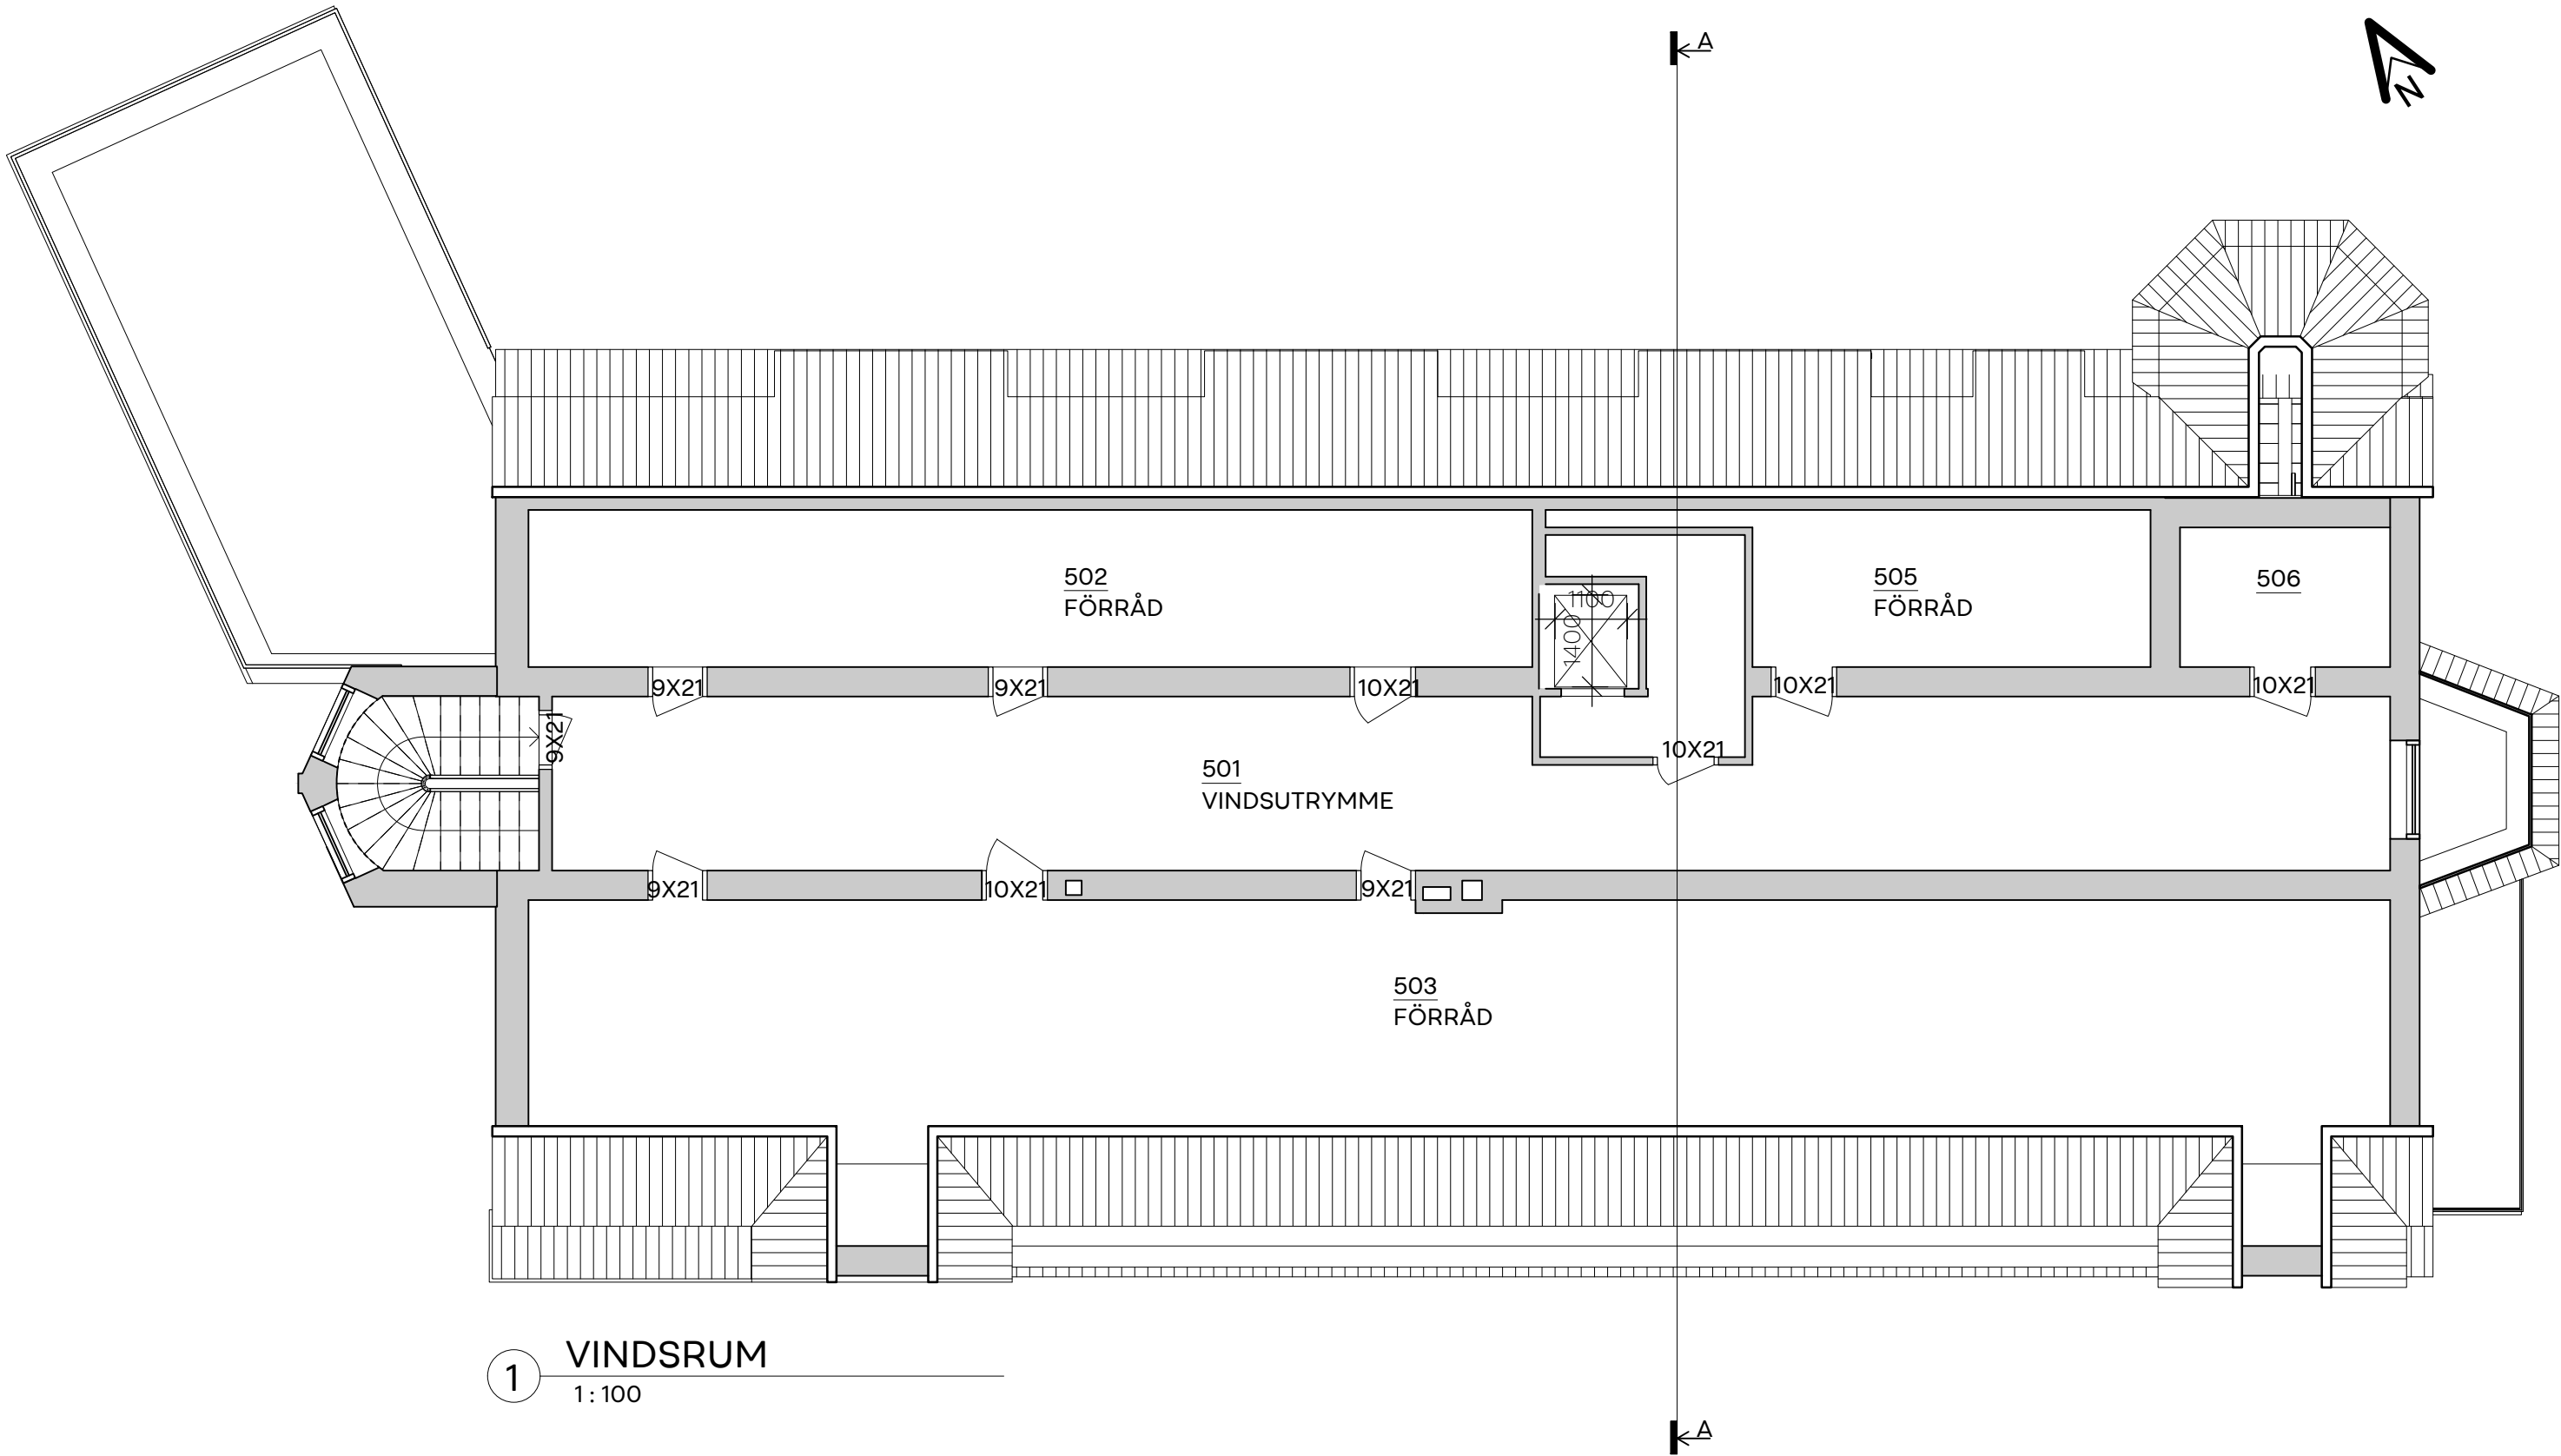 A
N
502
FÖRRÅD
1100
1400
505
FÖRRÅD
506
9X21
9X21
10X21
10X21
10X21
9X21
10X21
501
VINDSUTRYMME
9X21
10X21
9X21
503
FÖRRÅD
1
VINDSRUM
1 : 100
A